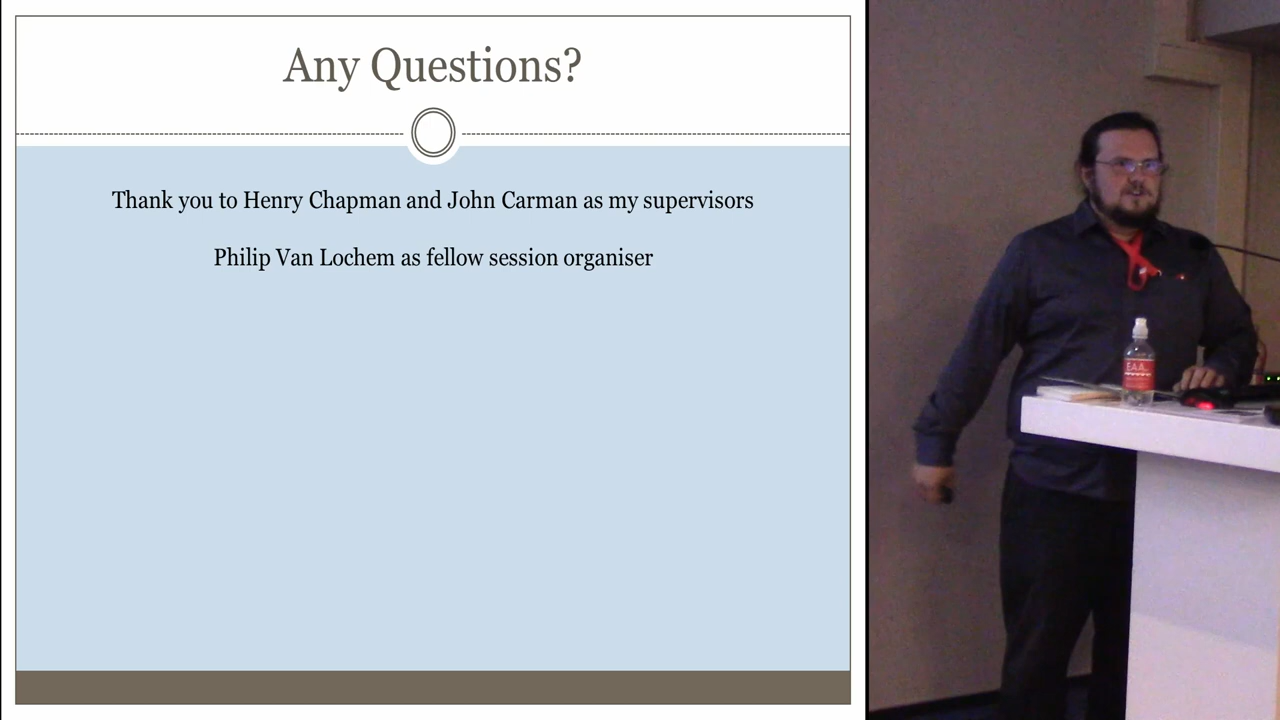 Any Questions?
Thank you to Henry Chapman and John Carman as my supervisors
Philip Van Lochem as fellow session organiser
EAA